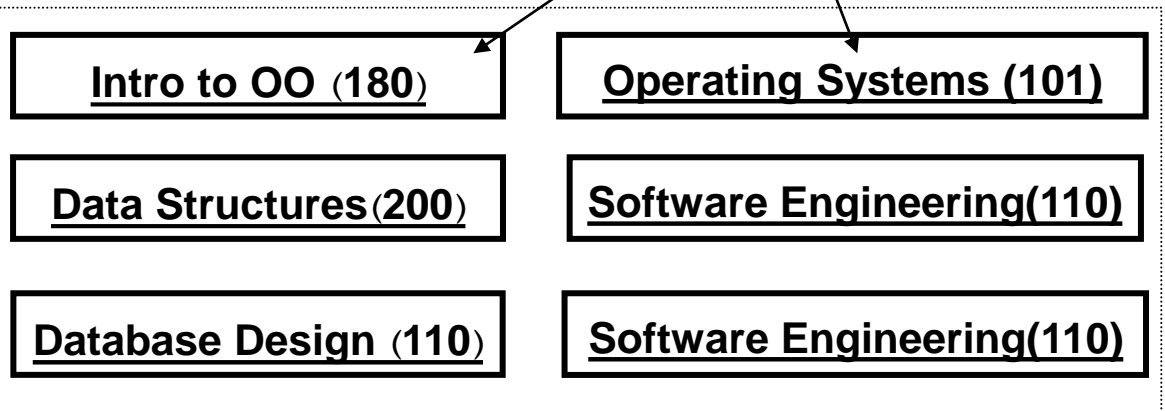 Intro to OO (180)
Operating Systems (101)
Data Structures(200)
Software Engineering(110)
Database Design (110)
Software Engineering(110)